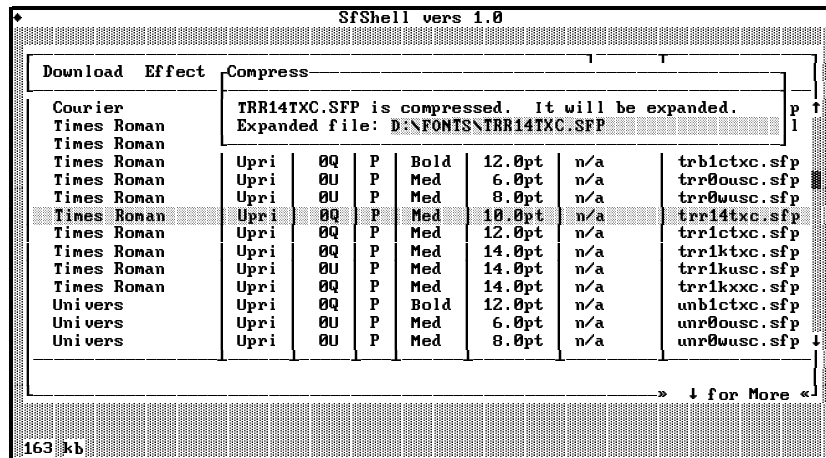 SfShell vers 1.0
Download Effect Compress
Courier TRR14TXC.SFP is compressed. It will be expanded. p ↑
Times Roman Expanded file: D:\FONTS\TRR14TXC.SFP l
Times Roman
Times Roman Upri 0Q P Bold 12.0pt n/a trb1ctxc.sfp
Times Roman Upri 0U P Med 6.0pt n/a trr0ousc.sfp
Times Roman Upri 0U P Med 8.0pt n/a trr0wusc.sfp
Times Roman Upri 0Q P Med 10.0pt n/a trr14txc.sfp
Times Roman Upri 0Q P Med 12.0pt n/a trr1ctxc.sfp
Times Roman Upri 0Q P Med 14.0pt n/a trr1ktxc.sfp
Times Roman Upri 0U P Med 14.0pt n/a trr1kusc.sfp
Times Roman Upri 0Q P Med 14.0pt n/a trr1kxxc.sfp
Univers Upri 0Q P Bold 12.0pt n/a unb1ctxc.sfp
Univers Upri 0U P Med 6.0pt n/a unr0ousc.sfp
Univers Upri 0U P Med 8.0pt n/a unr0wusc.sfp ↓
» ↓ for More «
163 kb